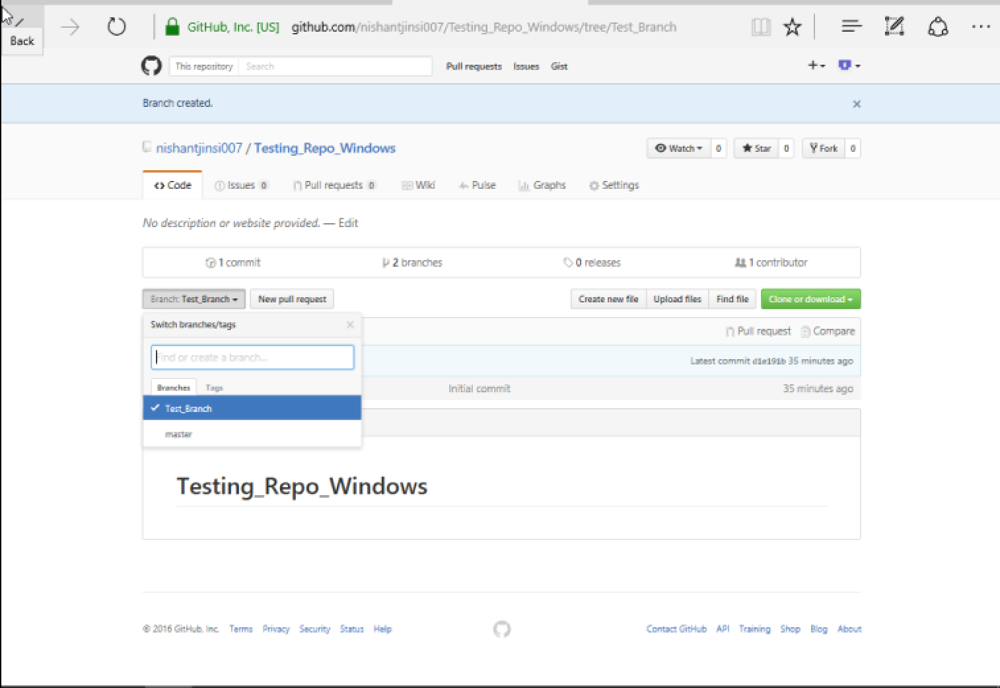 Back
GitHub, Inc. [US] github.com/nishantjinsi007/Testing_Repo_Windows/tree/Test_Branch
This repository Search Pull requests Issues Gist
Branch created.
nishantjinsi007 / Testing_Repo_Windows Watch 0 Star 0 Fork 0
Code Issues 0 Pull requests 0 Wiki Pulse Graphs Settings
No description or website provided. — Edit
1 commit 2 branches 0 releases 1 contributor
Branch: Test_Branch New pull request Create new file Upload files Find file Clone or download
Switch branches/tags
Pull request Compare
Find or create a branch...
Latest commit d1e191b 35 minutes ago
Branches Tags
Initial commit 35 minutes ago
Test_Branch
master
Testing_Repo_Windows
© 2016 GitHub, Inc. Terms Privacy Security Status Help Contact GitHub API Training Shop Blog About